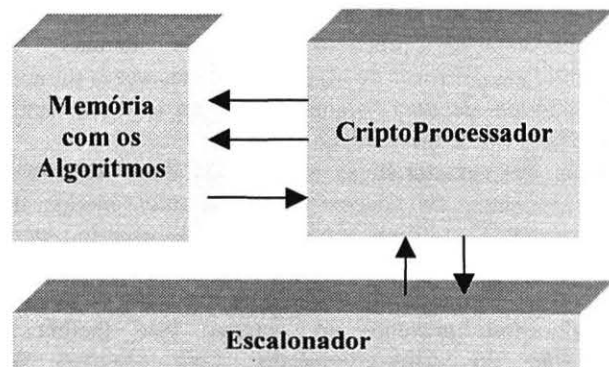 Memória
com os
Algoritmos
CriptoProcessador
Escalonador